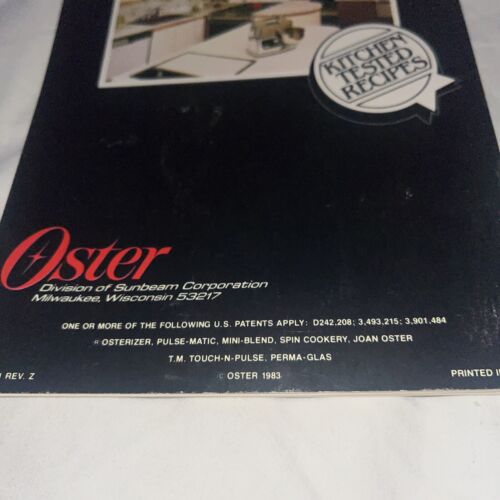 KITCHEN
TESTED
RECIPES
Oster
Division of Sunbeam Corporation
Milwaukee, Wisconsin 53217
ONE OR MORE OF THE FOLLOWING U.S. PATENTS APPLY: D242,208; 3,493,215; 3,901,484
® OSTERIZER, PULSE-MATIC, MINI-BLEND, SPIN COOKERY, JOAN OSTER
T.M. TOUCH-N-PULSE, PERMA-GLAS
REV. Z © OSTER 1983 PRINTED